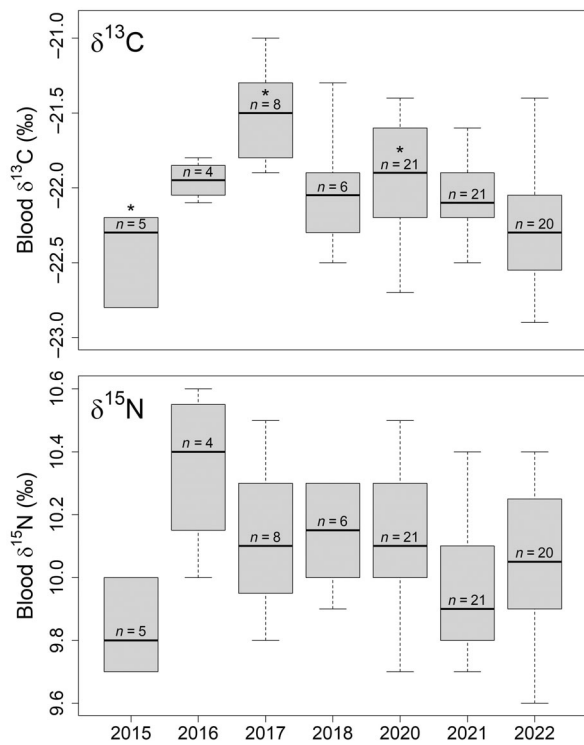 δ13C
Blood δ13C (‰)
−21.0
−21.5
−22.0
−22.5
−23.0
*
n = 5
n = 4
*
n = 8
n = 6
*
n = 21
n = 21
n = 20
δ15N
Blood δ15N (‰)
10.6
10.4
10.2
10.0
9.8
9.6
n = 5
n = 4
n = 8
n = 6
n = 21
n = 21
n = 20
2015 2016 2017 2018 2020 2021 2022